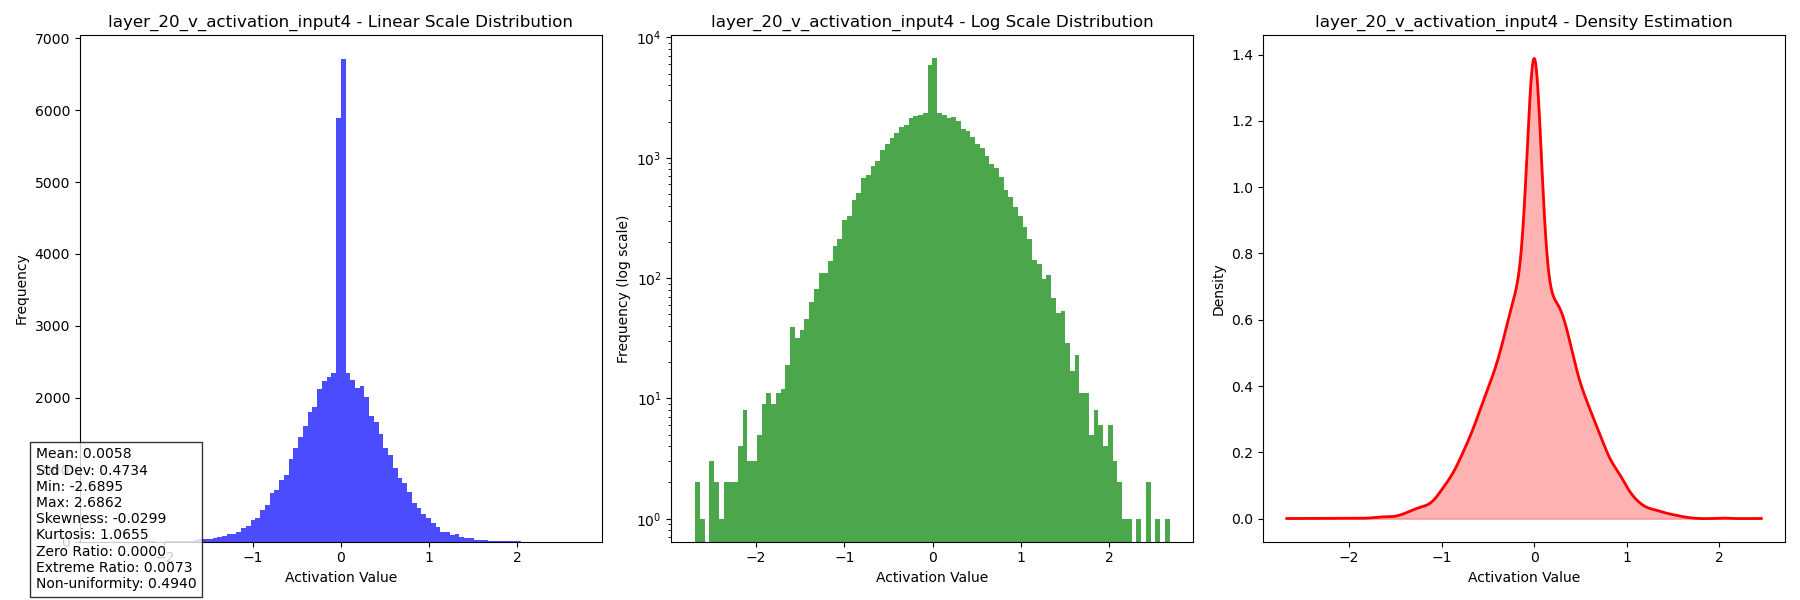 layer_20_v_activation_input4 - Linear Scale Distribution
7000
6000
5000
4000
3000
2000
0
Frequency
−2
−1
0
1
2
Activation Value
Mean: 0.0058
Std Dev: 0.4734
Min: -2.6895
Max: 2.6862
Skewness: -0.0299
Kurtosis: 1.0655
Zero Ratio: 0.0000
Extreme Ratio: 0.0073
Non-uniformity: 0.4940
layer_20_v_activation_input4 - Log Scale Distribution
10⁴
10³
10²
10¹
10⁰
Frequency (log scale)
−2
−1
0
1
2
Activation Value
layer_20_v_activation_input4 - Density Estimation
1.4
1.2
1.0
0.8
0.6
0.4
0.2
0.0
Density
−2
−1
0
1
2
Activation Value